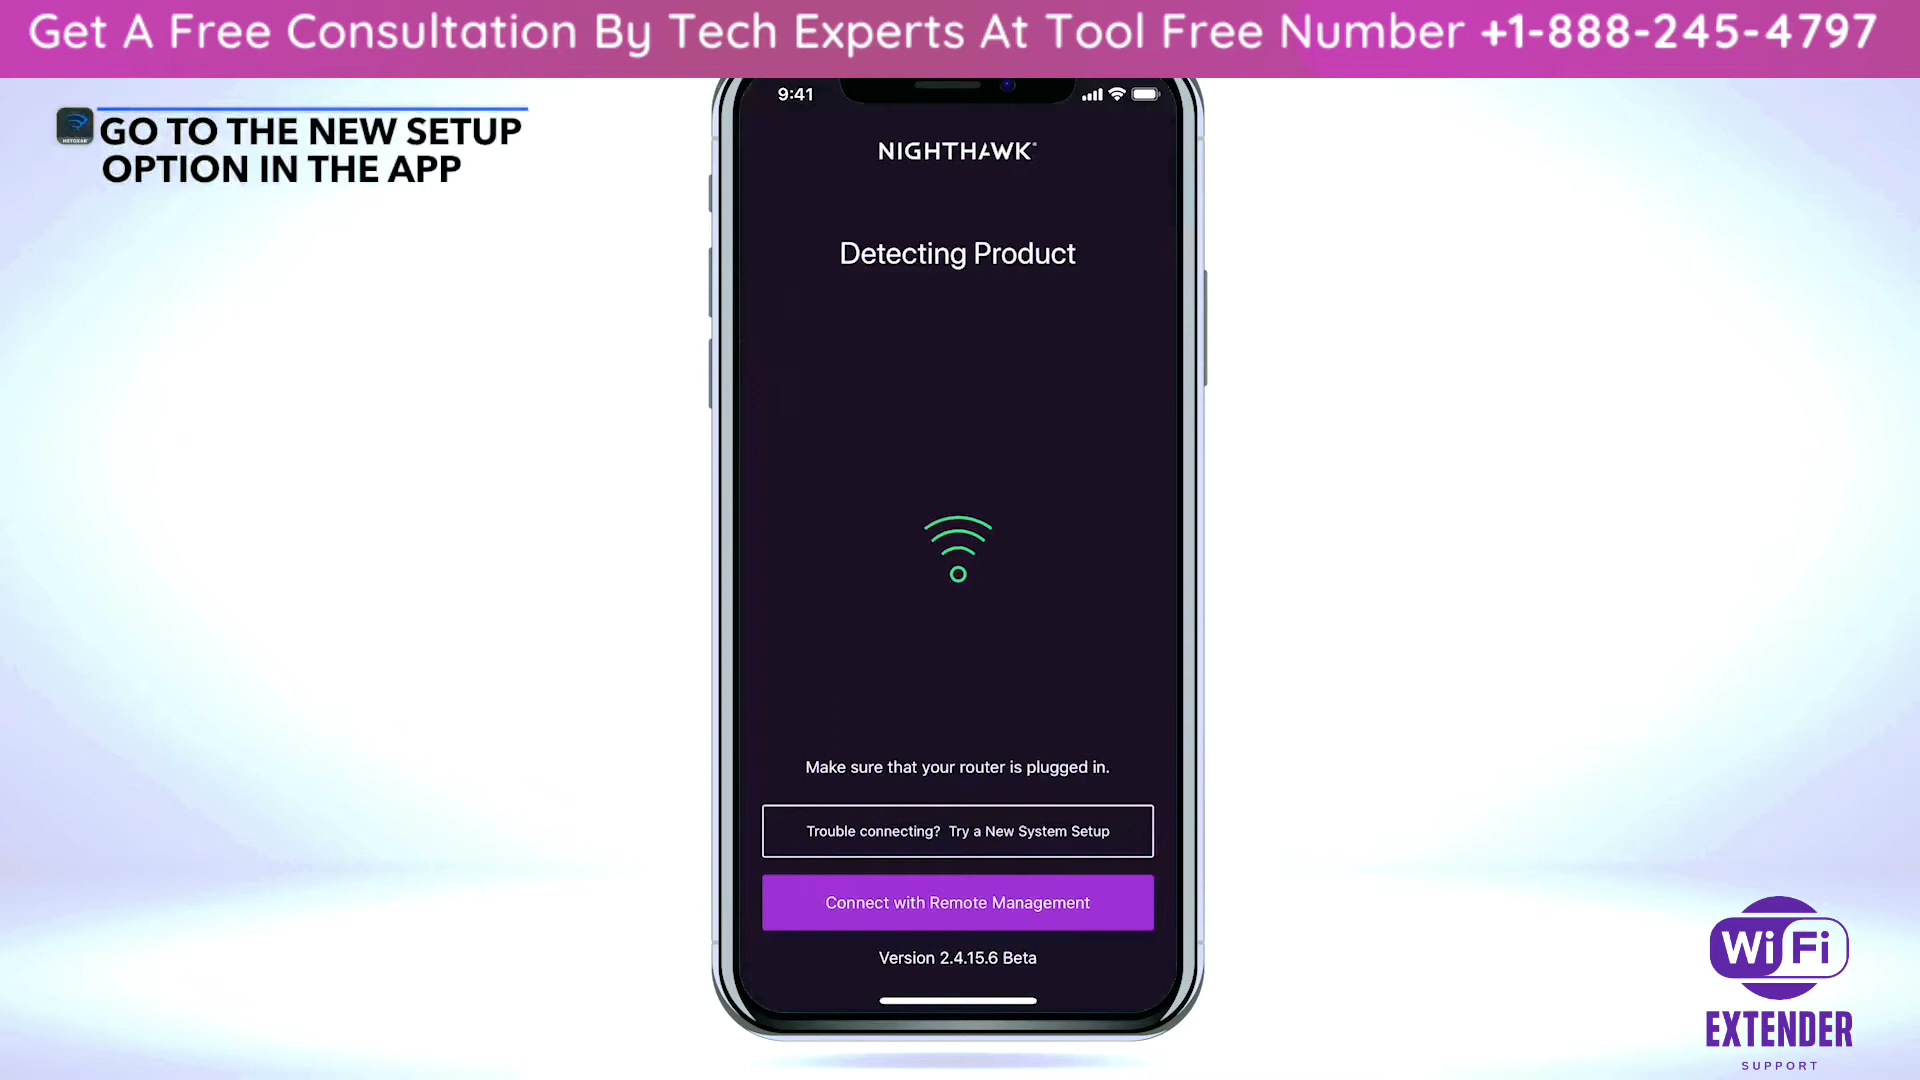 Get A Free Consultation By Tech Experts At Tool Free Number +1-888-245-4797
9:41
NETGEAR
GO TO THE NEW SETUP
OPTION IN THE APP
NIGHTHAWK
Detecting Product
Make sure that your router is plugged in.
Trouble connecting? Try a New System Setup
Connect with Remote Management
Version 2.4.15.6 Beta
WiFi
EXTENDER
SUPPORT